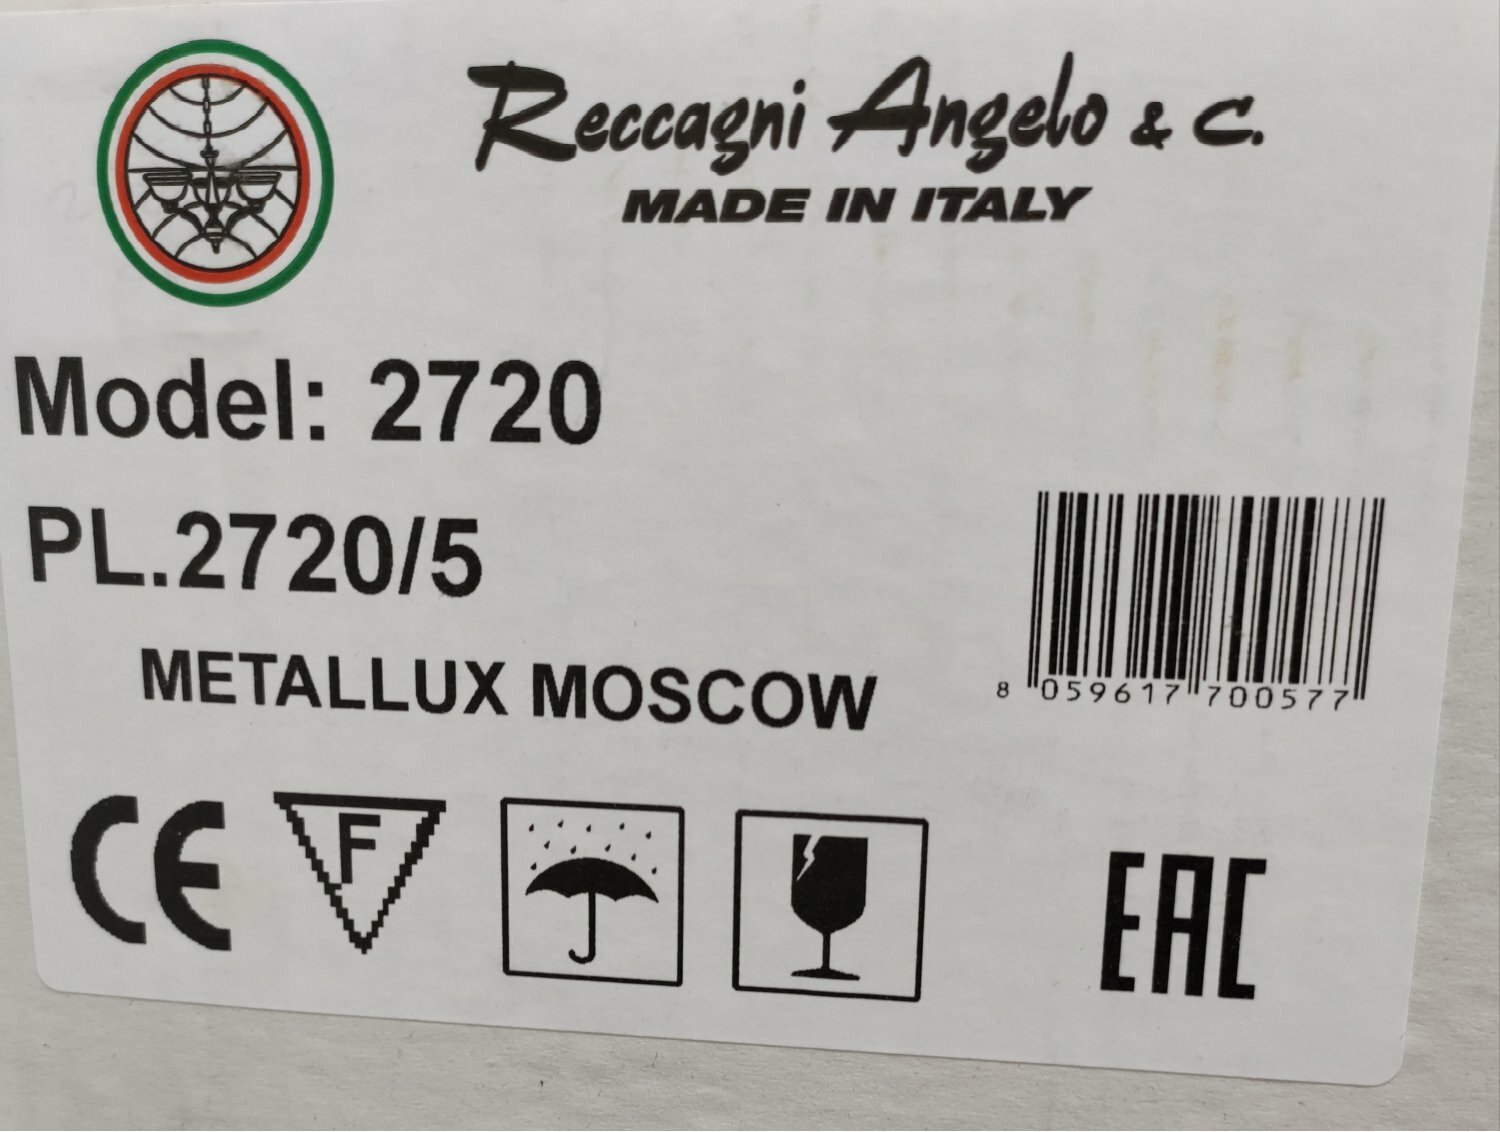 Reccagni Angelo & C.
MADE IN ITALY
Model: 2720
PL.2720/5
METALLUX MOSCOW
8 059617 700577
CE
F
EAC